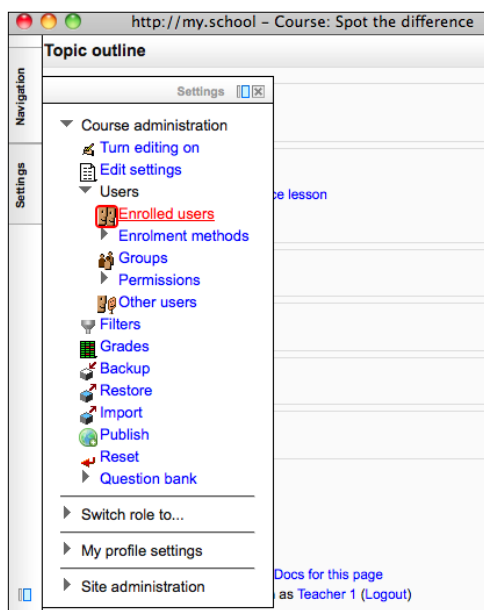 http://my.school – Course: Spot the difference
Topic outline
Navigation
Settings
Settings
Course administration
Turn editing on
Edit settings
Users
Enrolled users
Enrolment methods
Groups
Permissions
Other users
Filters
Grades
Backup
Restore
Import
Publish
Reset
Question bank
Switch role to...
My profile settings
Site administration
ce lesson
Docs for this page
as Teacher 1 (Logout)